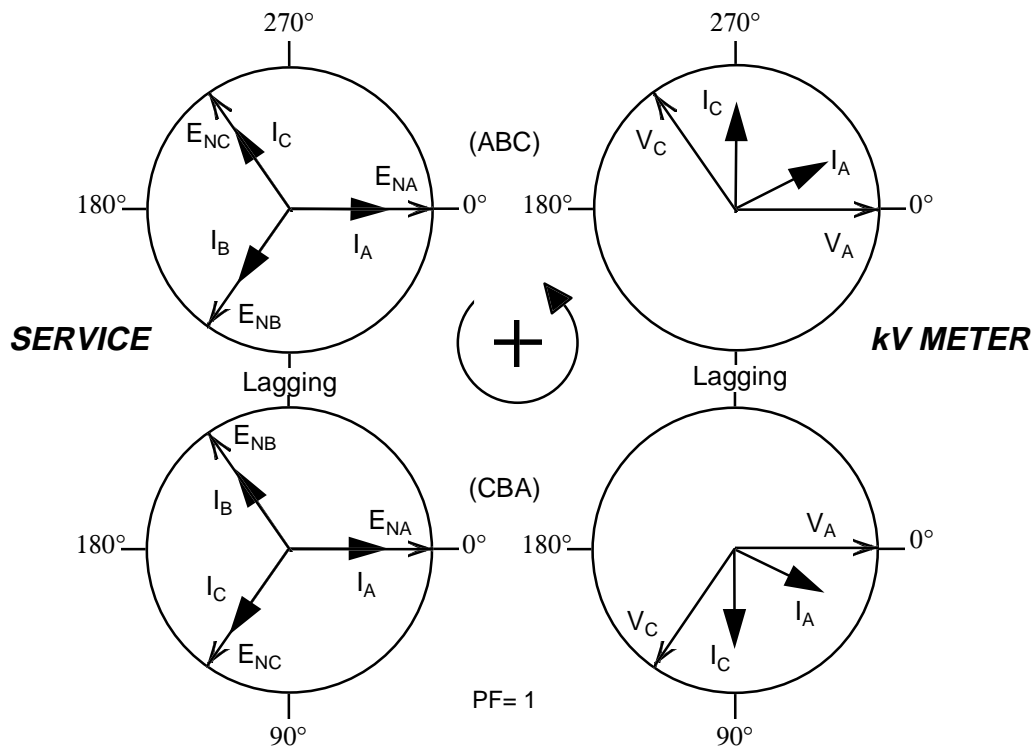 270°
270°
E_NC
I_C
(ABC)
V_C
I_C
I_A
E_NA
180°
0°
180°
0°
I_B
I_A
V_A
E_NB
SERVICE
+
kV METER
Lagging
Lagging
E_NB
I_B
(CBA)
E_NA
V_A
180°
0°
180°
0°
I_C
I_A
V_C
I_A
E_NC
I_C
PF= 1
90°
90°